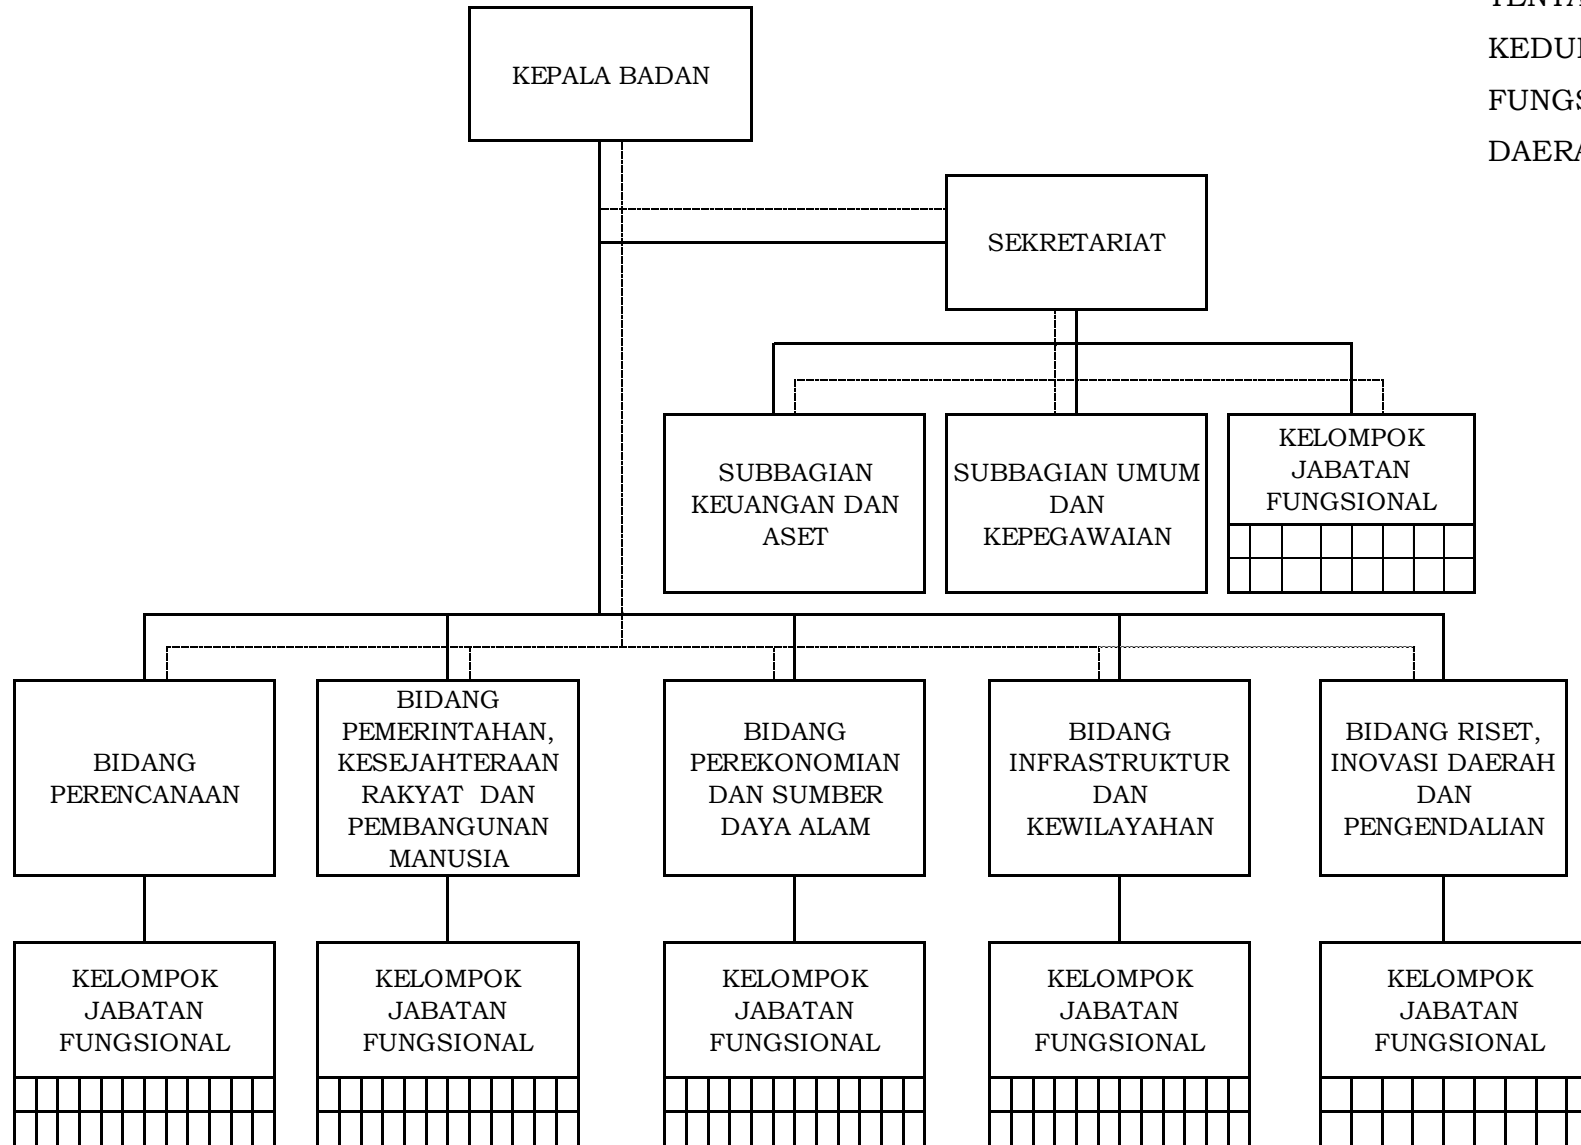 KEPALA BADAN
SEKRETARIAT
SUBBAGIAN
KEUANGAN DAN
ASET
SUBBAGIAN UMUM
DAN
KEPEGAWAIAN
KELOMPOK
JABATAN
FUNGSIONAL
BIDANG
PERENCANAAN
BIDANG
PEMERINTAHAN,
KESEJAHTERAAN
RAKYAT DAN
PEMBANGUNAN
MANUSIA
BIDANG
PEREKONOMIAN
DAN SUMBER
DAYA ALAM
BIDANG
INFRASTRUKTUR
DAN
KEWILAYAHAN
BIDANG RISET,
INOVASI DAERAH
DAN
PENGENDALIAN
KELOMPOK
JABATAN
FUNGSIONAL
KELOMPOK
JABATAN
FUNGSIONAL
KELOMPOK
JABATAN
FUNGSIONAL
KELOMPOK
JABATAN
FUNGSIONAL
KELOMPOK
JABATAN
FUNGSIONAL